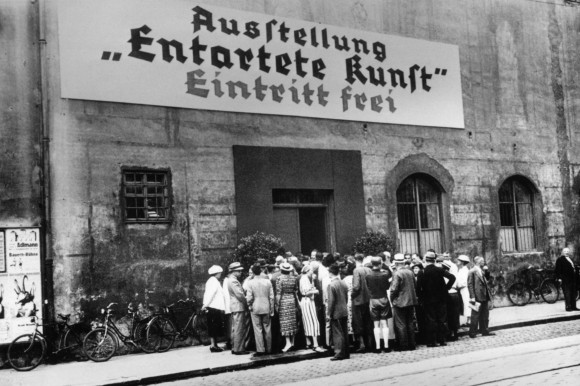 Ausstellung
„Entartete Kunst“
Eintritt frei